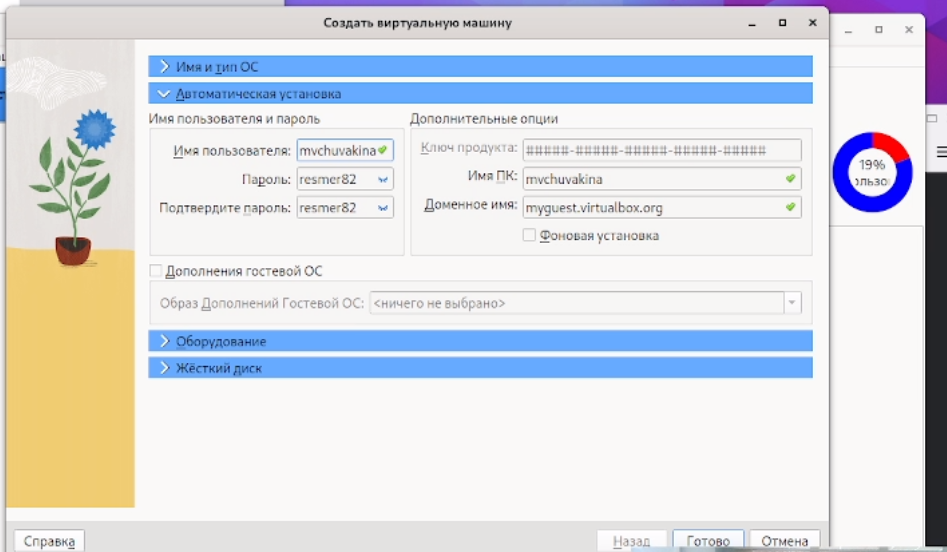 Создать виртуальную машину
Имя и тип ОС
Автоматическая установка
Имя пользователя и пароль
Имя пользователя: mvchuvakina
Пароль: resmer82
Подтвердите пароль: resmer82
Дополнительные опции
Ключ продукта: #####-#####-#####-#####-#####
Имя ПК: mvchuvakina
Доменное имя: myguest.virtualbox.org
Фоновая установка
Дополнения гостевой ОС
Образ Дополнений Гостевой ОС: <ничего не выбрано>
Оборудование
Жёсткий диск
19%
Справка
Назад Готово Отмена